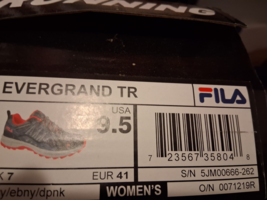 RUNNING
EVERGRAND TR
FILA
USA
9.5
7 23567 35804 8
K 7 EUR 41
S/N 5JM00666-262
y/ebny/dpnk WOMEN'S O/N 0071219R